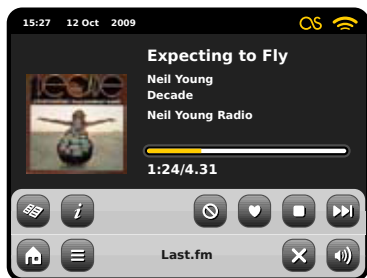 15:27 12 Oct 2009
Expecting to Fly
Neil Young
Decade
Neil Young Radio
1:24/4.31
Last.fm